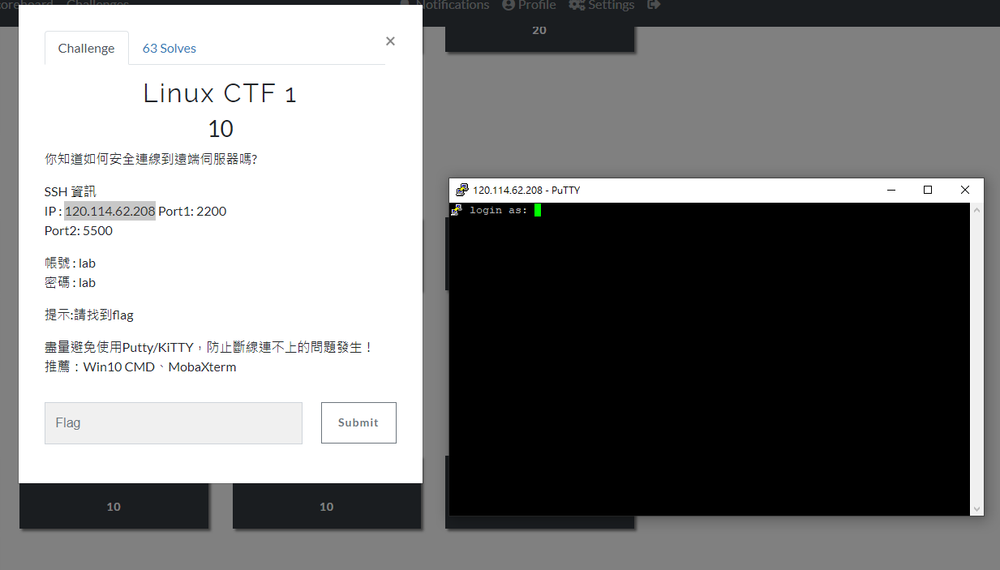 Challenges
Notifications Profile Settings
20
Challenge 63 Solves ×
Linux CTF 1
10
你知道如何安全連線到遠端伺服器嗎?
SSH 資訊
IP : 120.114.62.208 Port1: 2200
Port2: 5500
帳號 : lab
密碼 : lab
提示:請找到flag
盡量避免使用Putty/KiTTY，防止斷線連不上的問題發生！
推薦：Win10 CMD、MobaXterm
Flag Submit
120.114.62.208 - PuTTY
login as:
10 10